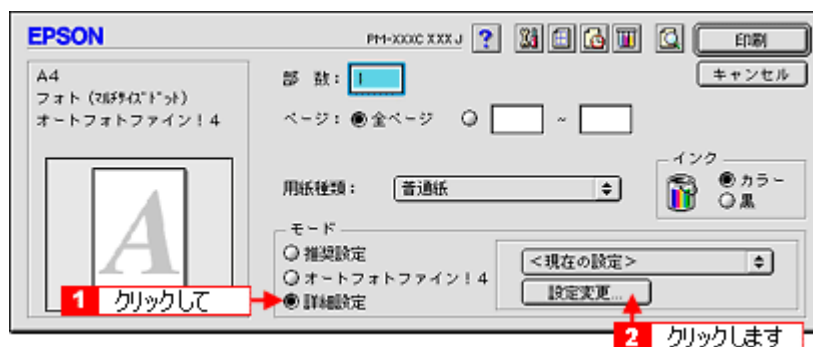 EPSON
PM-XXXC XXX J
?
印刷
キャンセル
A4
フォト (マルチサイズドット)
オートフォトファイン!4
A
部 数: 1
ページ: 全ページ ~
用紙種類: 普通紙
インク
カラー
黒
モード
推奨設定
オートフォトファイン!4
詳細設定
<現在の設定>
設定変更...
1 クリックして
2 クリックします